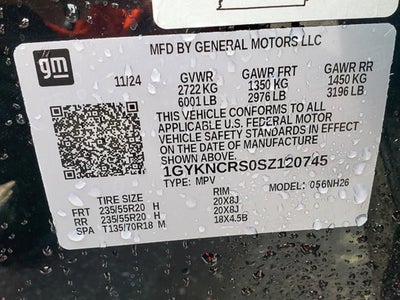 gm
MFD BY GENERAL MOTORS LLC
11/24 GVWR GAWR FRT GAWR RR
2722 KG 1350 KG 1450 KG
6001 LB 2976 LB 3196 LB
THIS VEHICLE CONFORMS TO ALL
APPLICABLE U.S. FEDERAL MOTOR
VEHICLE SAFETY STANDARDS IN EFFECT
ON THE DATE OF MANUFACTURE
SHOWN ABOVE.
1GYKNCRS0SZ120745
TYPE: MPV MODEL: 056NH26
TIRE SIZE RIM
FRT 235/55R20 H 20X8J
RR 235/55R20 H 20X8J
SPA T135/70R18 M 18X4.5B